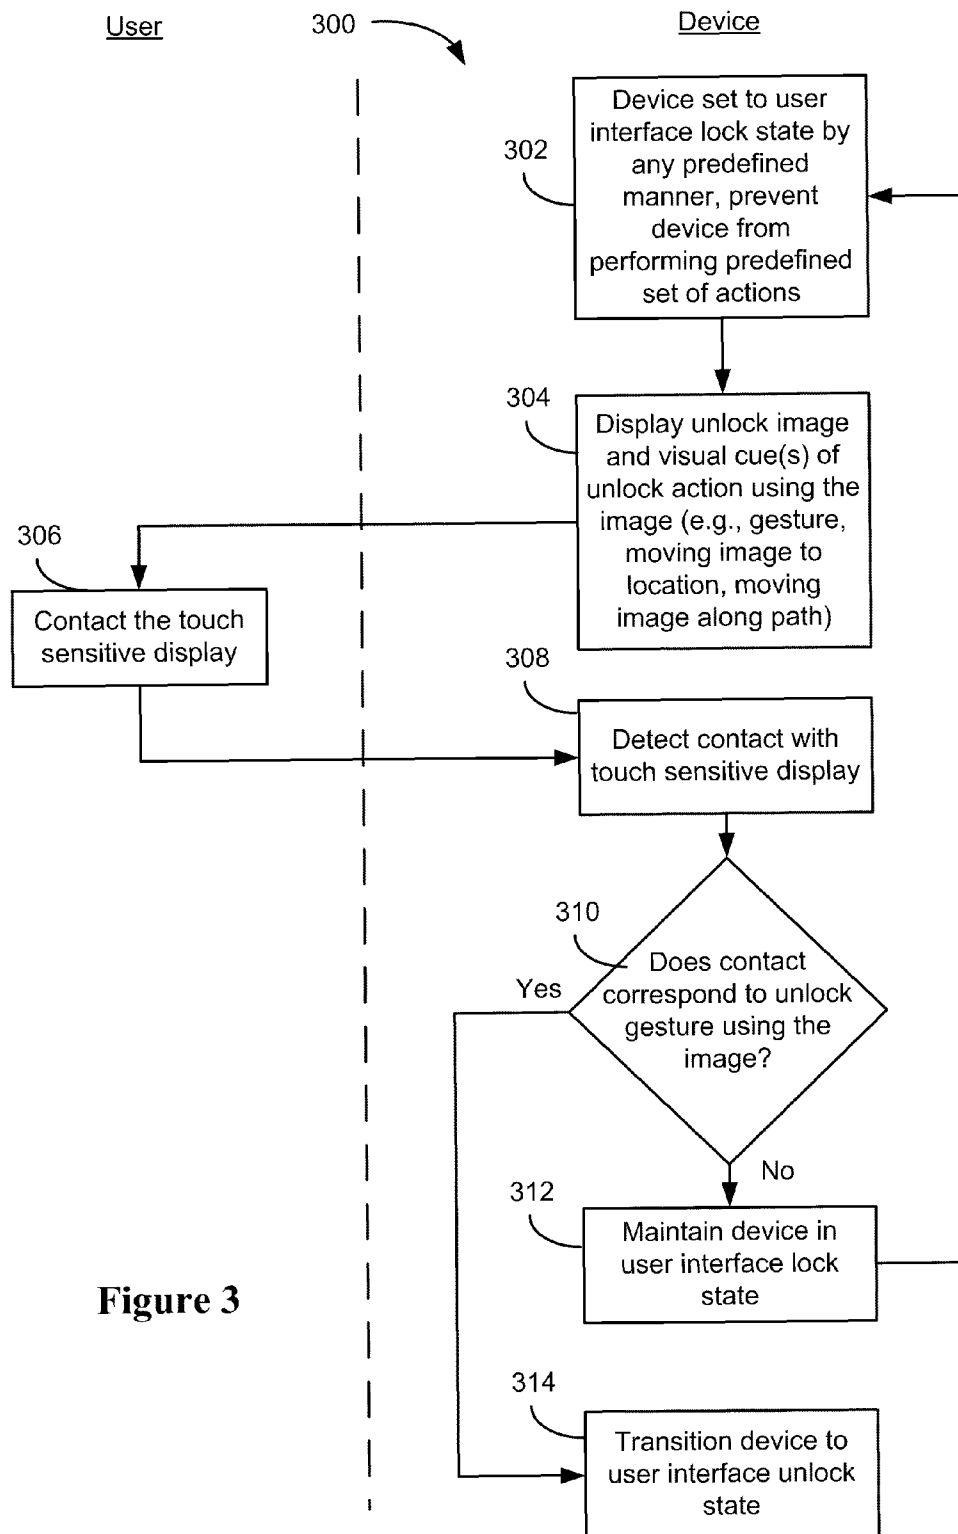 User
300
Device
302
Device set to user
interface lock state by
any predefined
manner, prevent
device from
performing predefined
set of actions
304
Display unlock image
and visual cue(s) of
unlock action using the
image (e.g., gesture,
moving image to
location, moving
image along path)
306
Contact the touch
sensitive display
308
Detect contact with
touch sensitive display
310
Does contact
correspond to unlock
gesture using the
image?
Yes
No
312
Maintain device in
user interface lock
state
Figure 3
314
Transition device to
user interface unlock
state